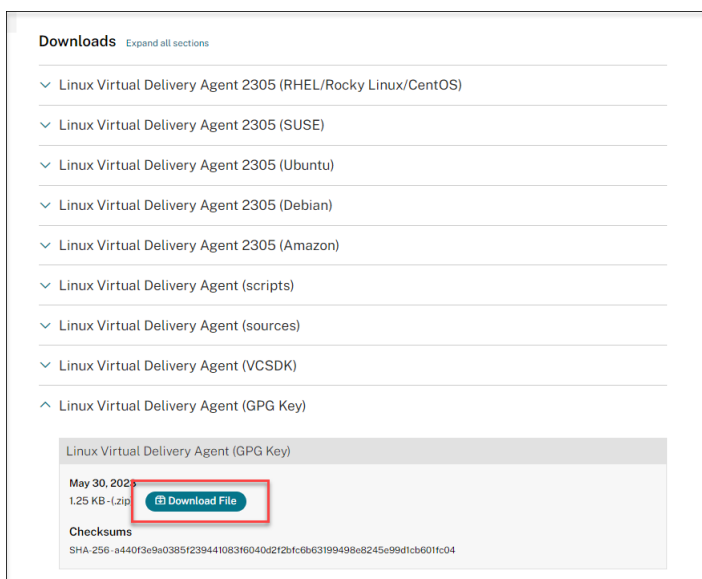 Downloads Expand all sections
Linux Virtual Delivery Agent 2305 (RHEL/Rocky Linux/CentOS)
Linux Virtual Delivery Agent 2305 (SUSE)
Linux Virtual Delivery Agent 2305 (Ubuntu)
Linux Virtual Delivery Agent 2305 (Debian)
Linux Virtual Delivery Agent 2305 (Amazon)
Linux Virtual Delivery Agent (scripts)
Linux Virtual Delivery Agent (sources)
Linux Virtual Delivery Agent (VCSDK)
Linux Virtual Delivery Agent (GPG Key)
Linux Virtual Delivery Agent (GPG Key)
May 30, 2023
1.25 KB - (.zip) Download File
Checksums
SHA-256 - a440f3e9a0385f239441083f6040d2f2bfc6b63199498e8245e99d1cb601fc04